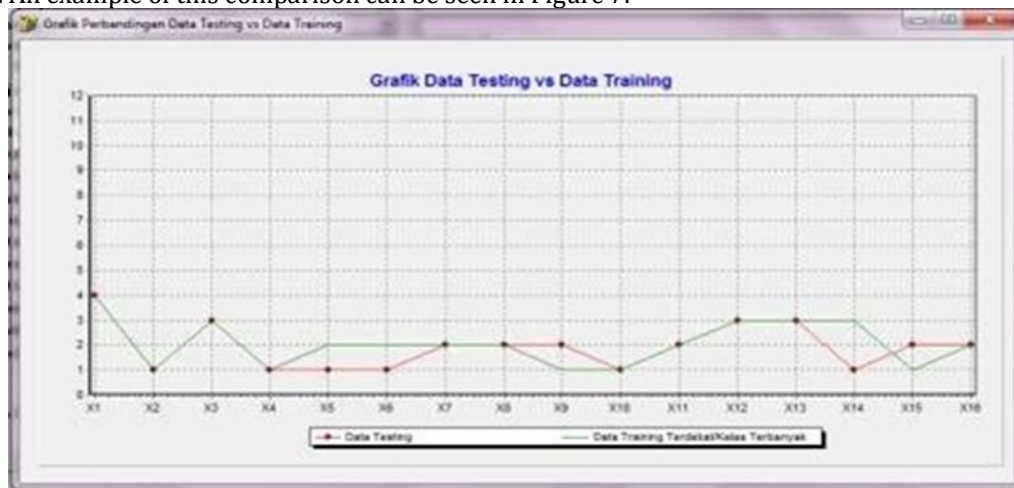 An example of this comparison can be seen in Figure 7.
Grafik Perbandingan Data Testing vs Data Training
Grafik Data Testing vs Data Training
12
11
10
9
8
7
6
5
4
3
2
1
0
X1 X2 X3 X4 X5 X6 X7 X8 X9 X10 X11 X12 X13 X14 X15 X16
Data Testing
Data Training Terdekat/Kelas Terbanyak